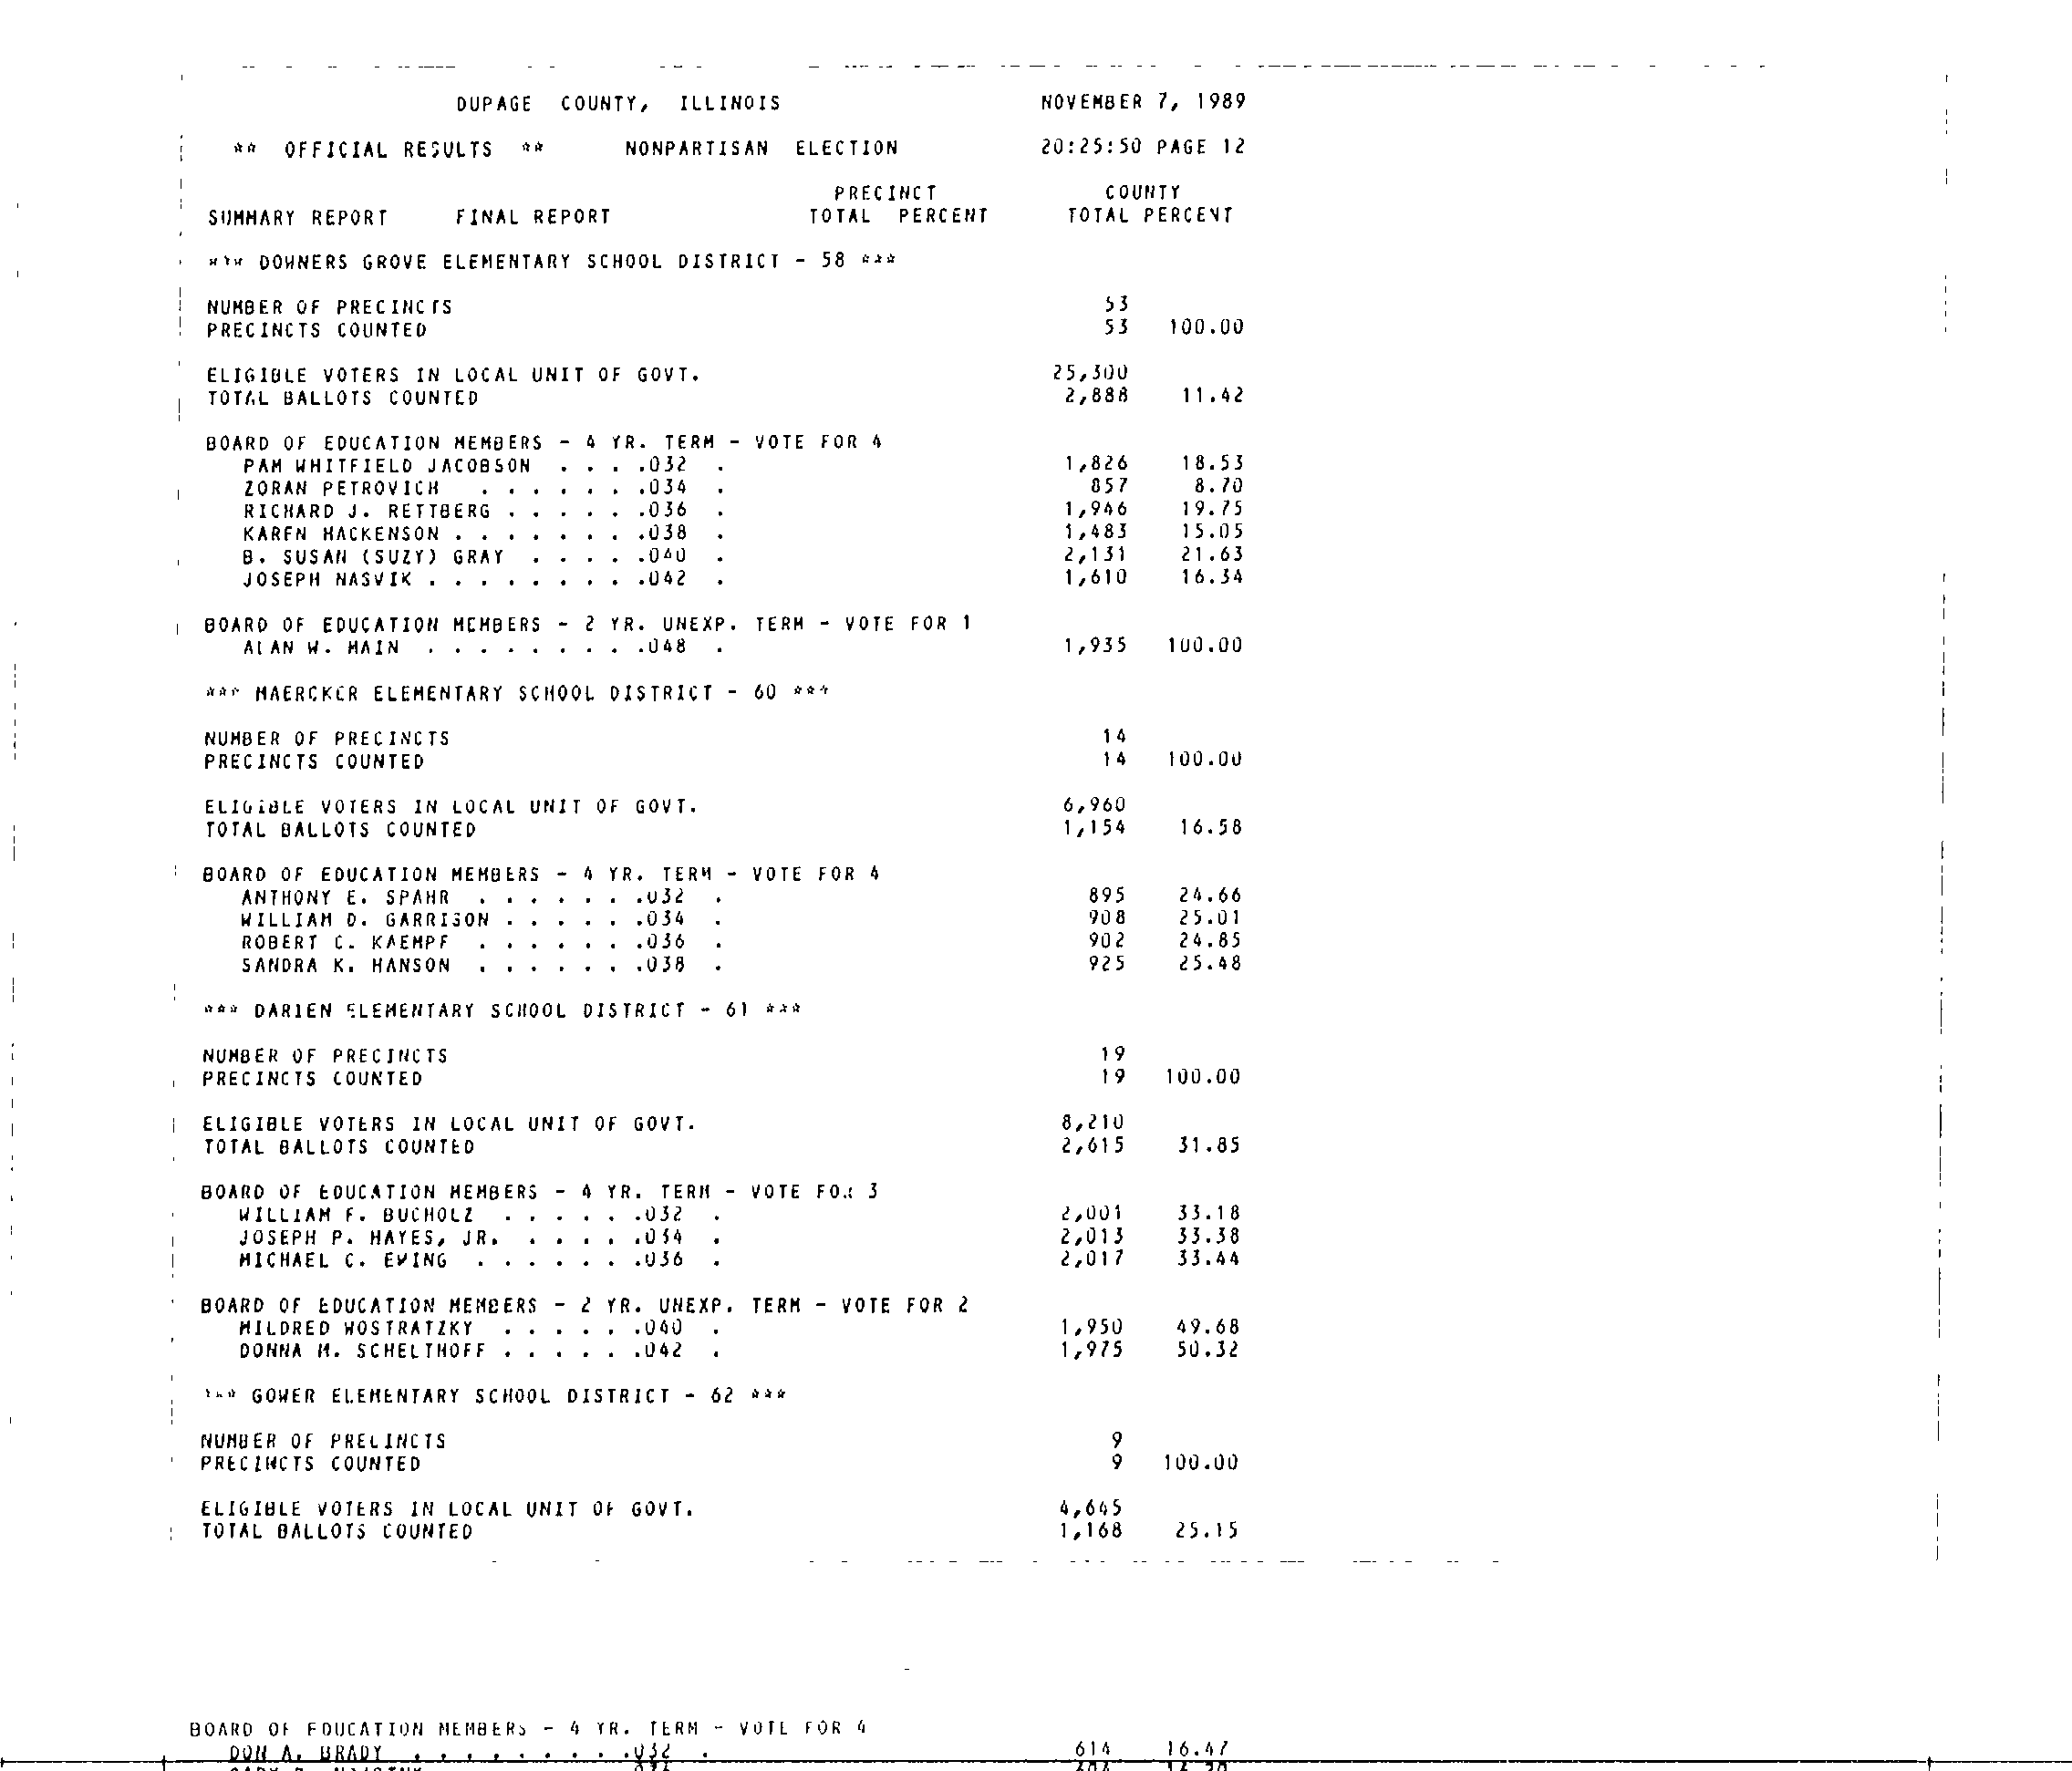 DUPAGE COUNTY, ILLINOIS NOVEMBER 7, 1989
** OFFICIAL RESULTS ** NONPARTISAN ELECTION 20:25:50 PAGE 12
PRECINCT COUNTY
SUMMARY REPORT FINAL REPORT TOTAL PERCENT TOTAL PERCENT
*** DOWNERS GROVE ELEMENTARY SCHOOL DISTRICT - 58 ***
NUMBER OF PRECINCTS 53
PRECINCTS COUNTED 53 100.00
ELIGIBLE VOTERS IN LOCAL UNIT OF GOVT. 25,300
TOTAL BALLOTS COUNTED 2,888 11.42
BOARD OF EDUCATION MEMBERS - 4 YR. TERM - VOTE FOR 4
PAM WHITFIELD JACOBSON . . . .032 . 1,826 18.53
ZORAN PETROVICH . . . . . . .034 . 857 8.70
RICHARD J. RETTBERG . . . . . .036 . 1,946 19.75
KAREN HACKENSON . . . . . . . .038 . 1,483 15.05
B. SUSAN (SUZY) GRAY . . . . .040 . 2,131 21.63
JOSEPH NASVIK . . . . . . . . .042 . 1,610 16.34
BOARD OF EDUCATION MEMBERS - 2 YR. UNEXP. TERM - VOTE FOR 1
ALAN W. MAIN . . . . . . . . .048 . 1,935 100.00
*** MAERCKER ELEMENTARY SCHOOL DISTRICT - 60 ***
NUMBER OF PRECINCTS 14
PRECINCTS COUNTED 14 100.00
ELIGIBLE VOTERS IN LOCAL UNIT OF GOVT. 6,960
TOTAL BALLOTS COUNTED 1,154 16.58
BOARD OF EDUCATION MEMBERS - 4 YR. TERM - VOTE FOR 4
ANTHONY E. SPAHR . . . . . . .032 . 895 24.66
WILLIAM D. GARRISON . . . . . .034 . 908 25.01
ROBERT C. KAEMPF . . . . . . .036 . 902 24.85
SANDRA K. HANSON . . . . . . .038 . 925 25.48
*** DARIEN ELEMENTARY SCHOOL DISTRICT - 61 ***
NUMBER OF PRECINCTS 19
PRECINCTS COUNTED 19 100.00
ELIGIBLE VOTERS IN LOCAL UNIT OF GOVT. 8,210
TOTAL BALLOTS COUNTED 2,615 31.85
BOARD OF EDUCATION MEMBERS - 4 YR. TERM - VOTE FOR 3
WILLIAM F. BUCHOLZ . . . . . .032 . 2,001 33.18
JOSEPH P. HAYES, JR. . . . . .034 . 2,013 33.38
MICHAEL C. EWING . . . . . . .036 . 2,017 33.44
BOARD OF EDUCATION MEMBERS - 2 YR. UNEXP. TERM - VOTE FOR 2
MILDRED WOSTRATZKY . . . . . .040 . 1,950 49.68
DONNA M. SCHELTHOFF . . . . . .042 . 1,975 50.32
*** GOWER ELEMENTARY SCHOOL DISTRICT - 62 ***
NUMBER OF PRECINCTS 9
PRECINCTS COUNTED 9 100.00
ELIGIBLE VOTERS IN LOCAL UNIT OF GOVT. 4,645
TOTAL BALLOTS COUNTED 1,168 25.15
BOARD OF EDUCATION MEMBERS - 4 YR. TERM - VOTE FOR 4
DON A. BRADY . . . . . . . . .032 . 614 16.47